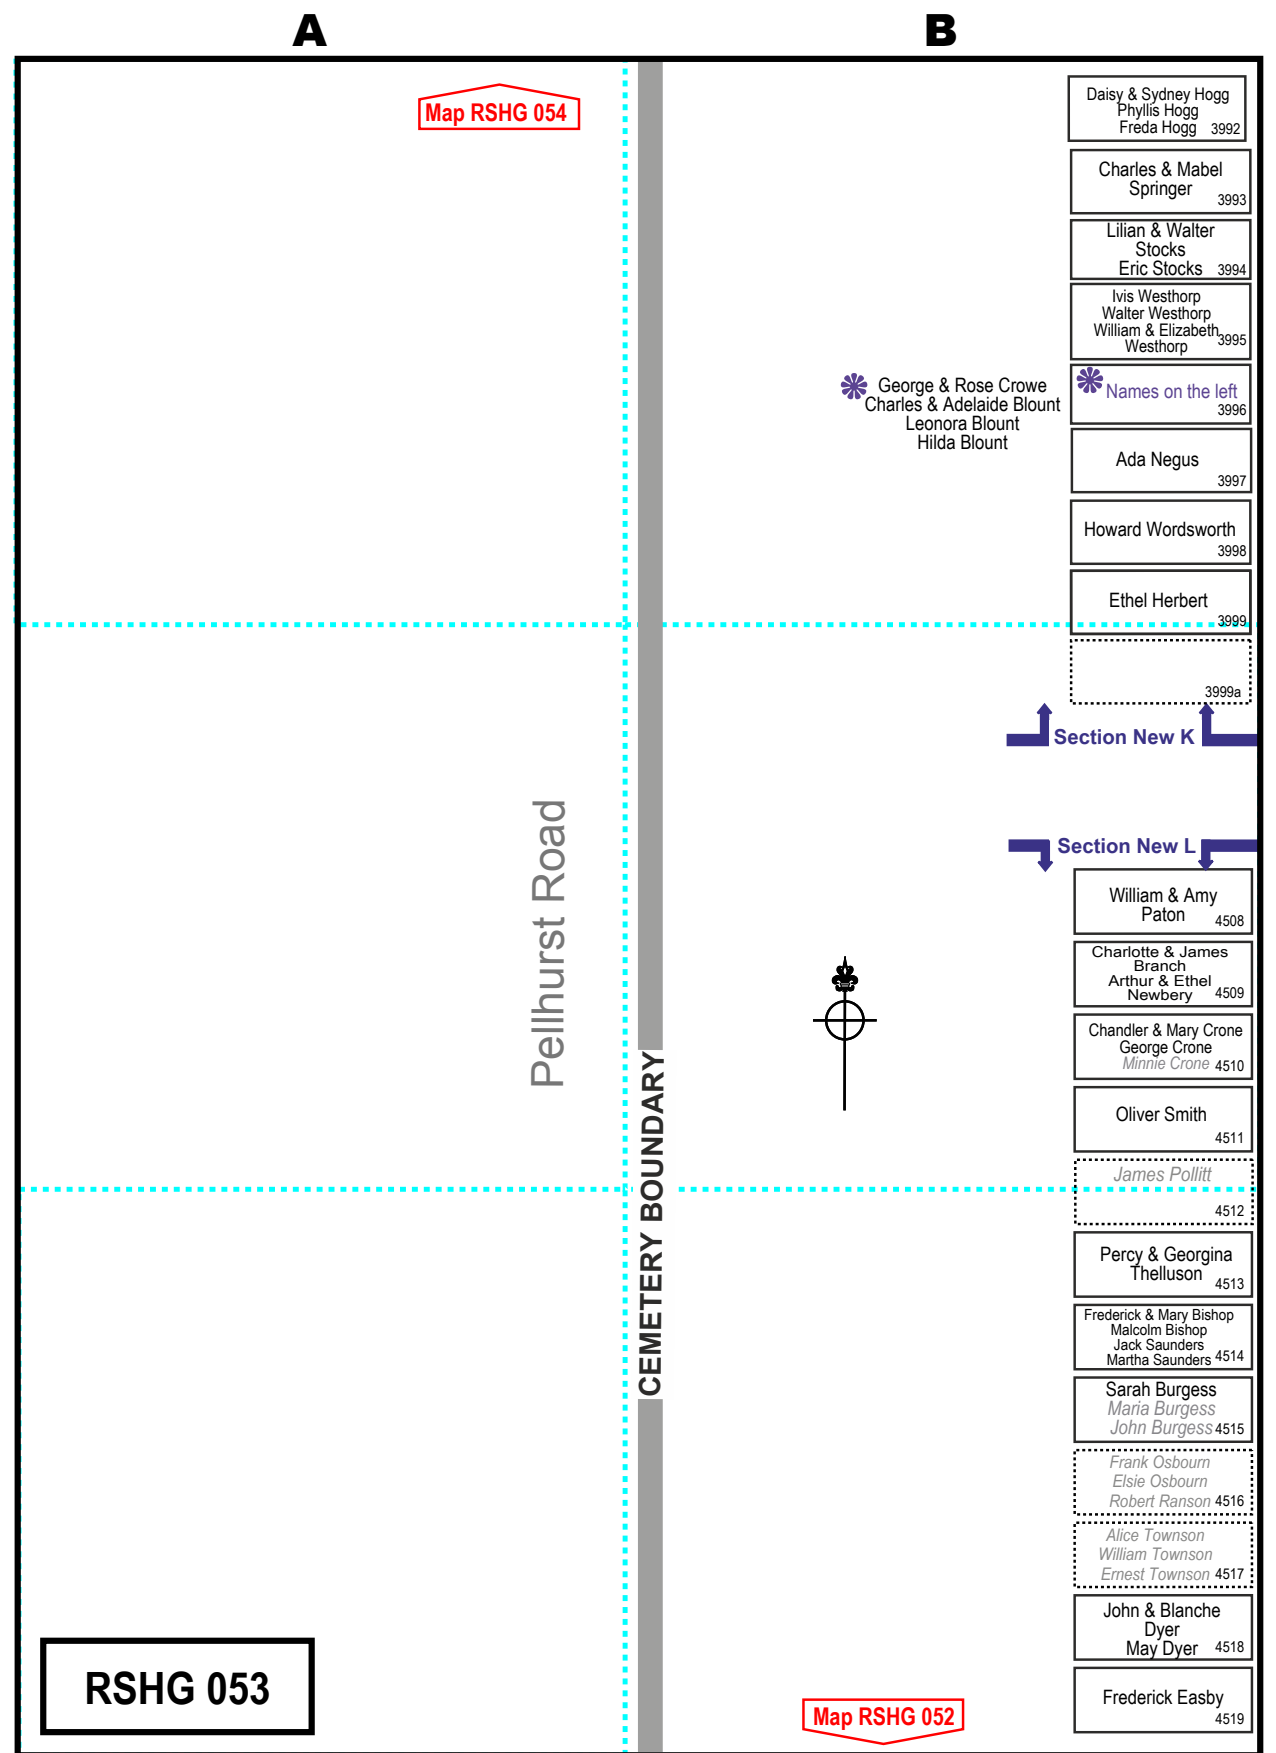 A
B
Map RSHG 054
Daisy & Sydney Hogg
Phyllis Hogg
Freda Hogg 3992
Charles & Mabel
Springer
3993
Lilian & Walter
Stocks
Eric Stocks 3994
Ivis Westhorp
Walter Westhorp
William & Elizabeth
Westhorp 3995
George & Rose Crowe
Charles & Adelaide Blount
Leonora Blount
Hilda Blount
Names on the left
3996
Ada Negus
3997
Howard Wordsworth
3998
Ethel Herbert
3999
3999a
Section New K
Section New L
William & Amy
Paton 4508
Charlotte & James
Branch
Arthur & Ethel
Newbery 4509
Chandler & Mary Crone
George Crone
Minnie Crone 4510
Oliver Smith
4511
James Pollitt
4512
Percy & Georgina
Thelluson 4513
Frederick & Mary Bishop
Malcolm Bishop
Jack Saunders
Martha Saunders 4514
Sarah Burgess
Maria Burgess
John Burgess 4515
Frank Osbourn
Elsie Osbourn
Robert Ranson 4516
Alice Townson
William Townson
Ernest Townson 4517
John & Blanche
Dyer
May Dyer 4518
Frederick Easby
4519
Pellhurst Road
CEMETERY BOUNDARY
RSHG 053
Map RSHG 052